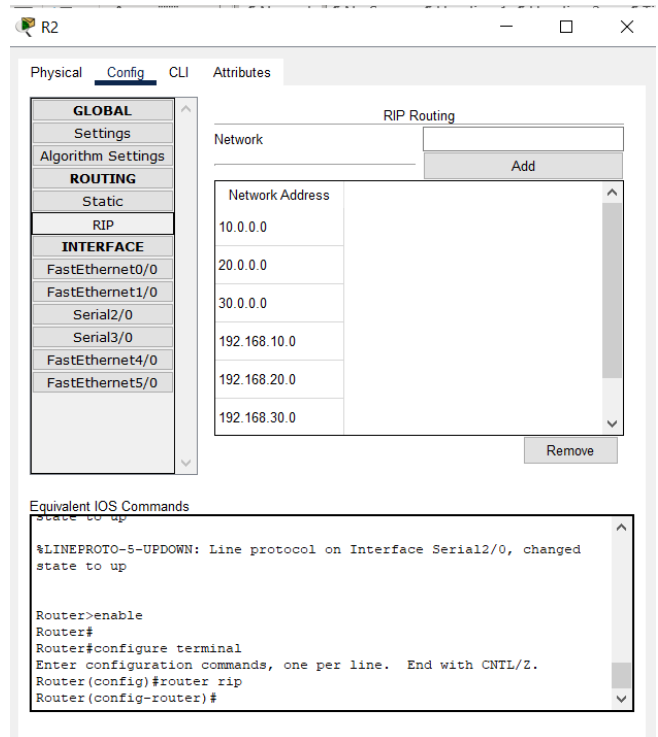 R2
Physical Config CLI Attributes
GLOBAL
Settings
Algorithm Settings
ROUTING
Static
RIP
INTERFACE
FastEthernet0/0
FastEthernet1/0
Serial2/0
Serial3/0
FastEthernet4/0
FastEthernet5/0
RIP Routing
Network
Add
Network Address
10.0.0.0
20.0.0.0
30.0.0.0
192.168.10.0
192.168.20.0
192.168.30.0
Remove
Equivalent IOS Commands
state to up
%LINEPROTO-5-UPDOWN: Line protocol on Interface Serial2/0, changed
state to up
Router>enable
Router#
Router#configure terminal
Enter configuration commands, one per line. End with CNTL/Z.
Router(config)#router rip
Router(config-router)#